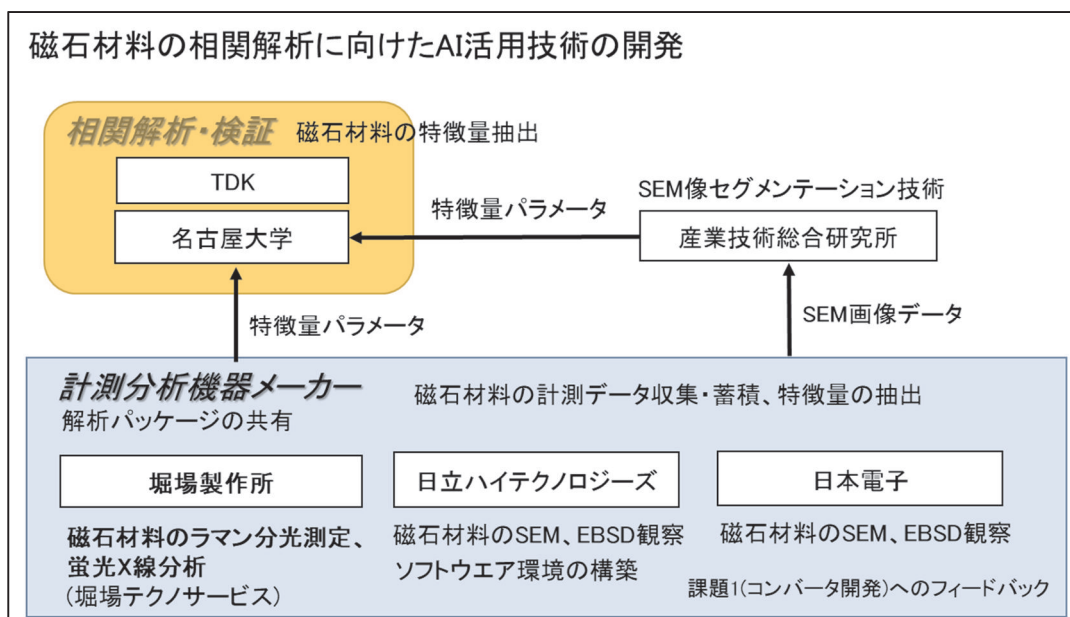 磁石材料の相関解析に向けたAI活用技術の開発
相関解析・検証 磁石材料の特徴量抽出
TDK
名古屋大学
特徴量パラメータ
SEM像セグメンテーション技術
産業技術総合研究所
特徴量パラメータ
SEM画像データ
計測分析機器メーカー
解析パッケージの共有
磁石材料の計測データ収集・蓄積、特徴量の抽出
堀場製作所
磁石材料のラマン分光測定、
蛍光X線分析
(堀場テクノサービス)
日立ハイテクノロジーズ
磁石材料のSEM、EBSD観察
ソフトウエア環境の構築
日本電子
磁石材料のSEM、EBSD観察
課題1(コンバータ開発)へのフィードバック